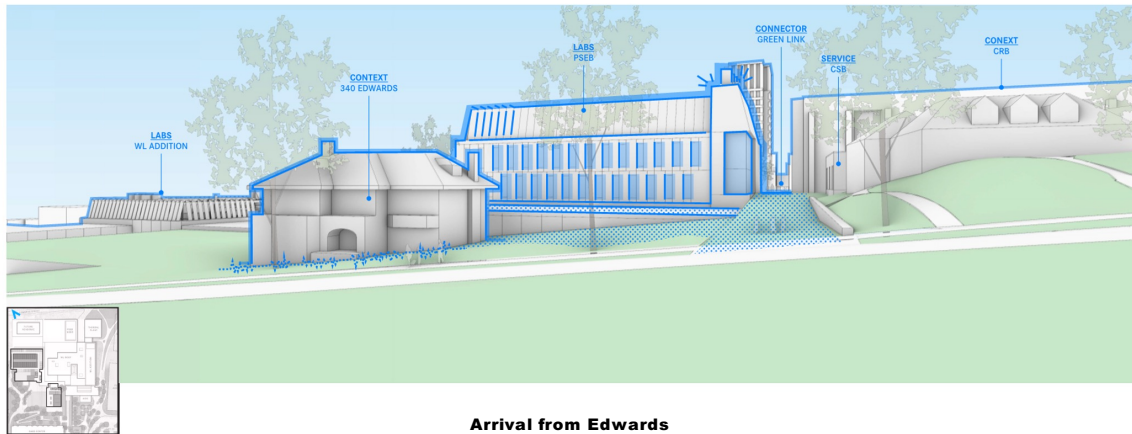 LABS
WL ADDITION
CONTEXT
340 EDWARDS
LABS
PSEB
CONNECTOR
GREEN LINK
SERVICE
CSB
CONEXT
CRB
Arrival from Edwards